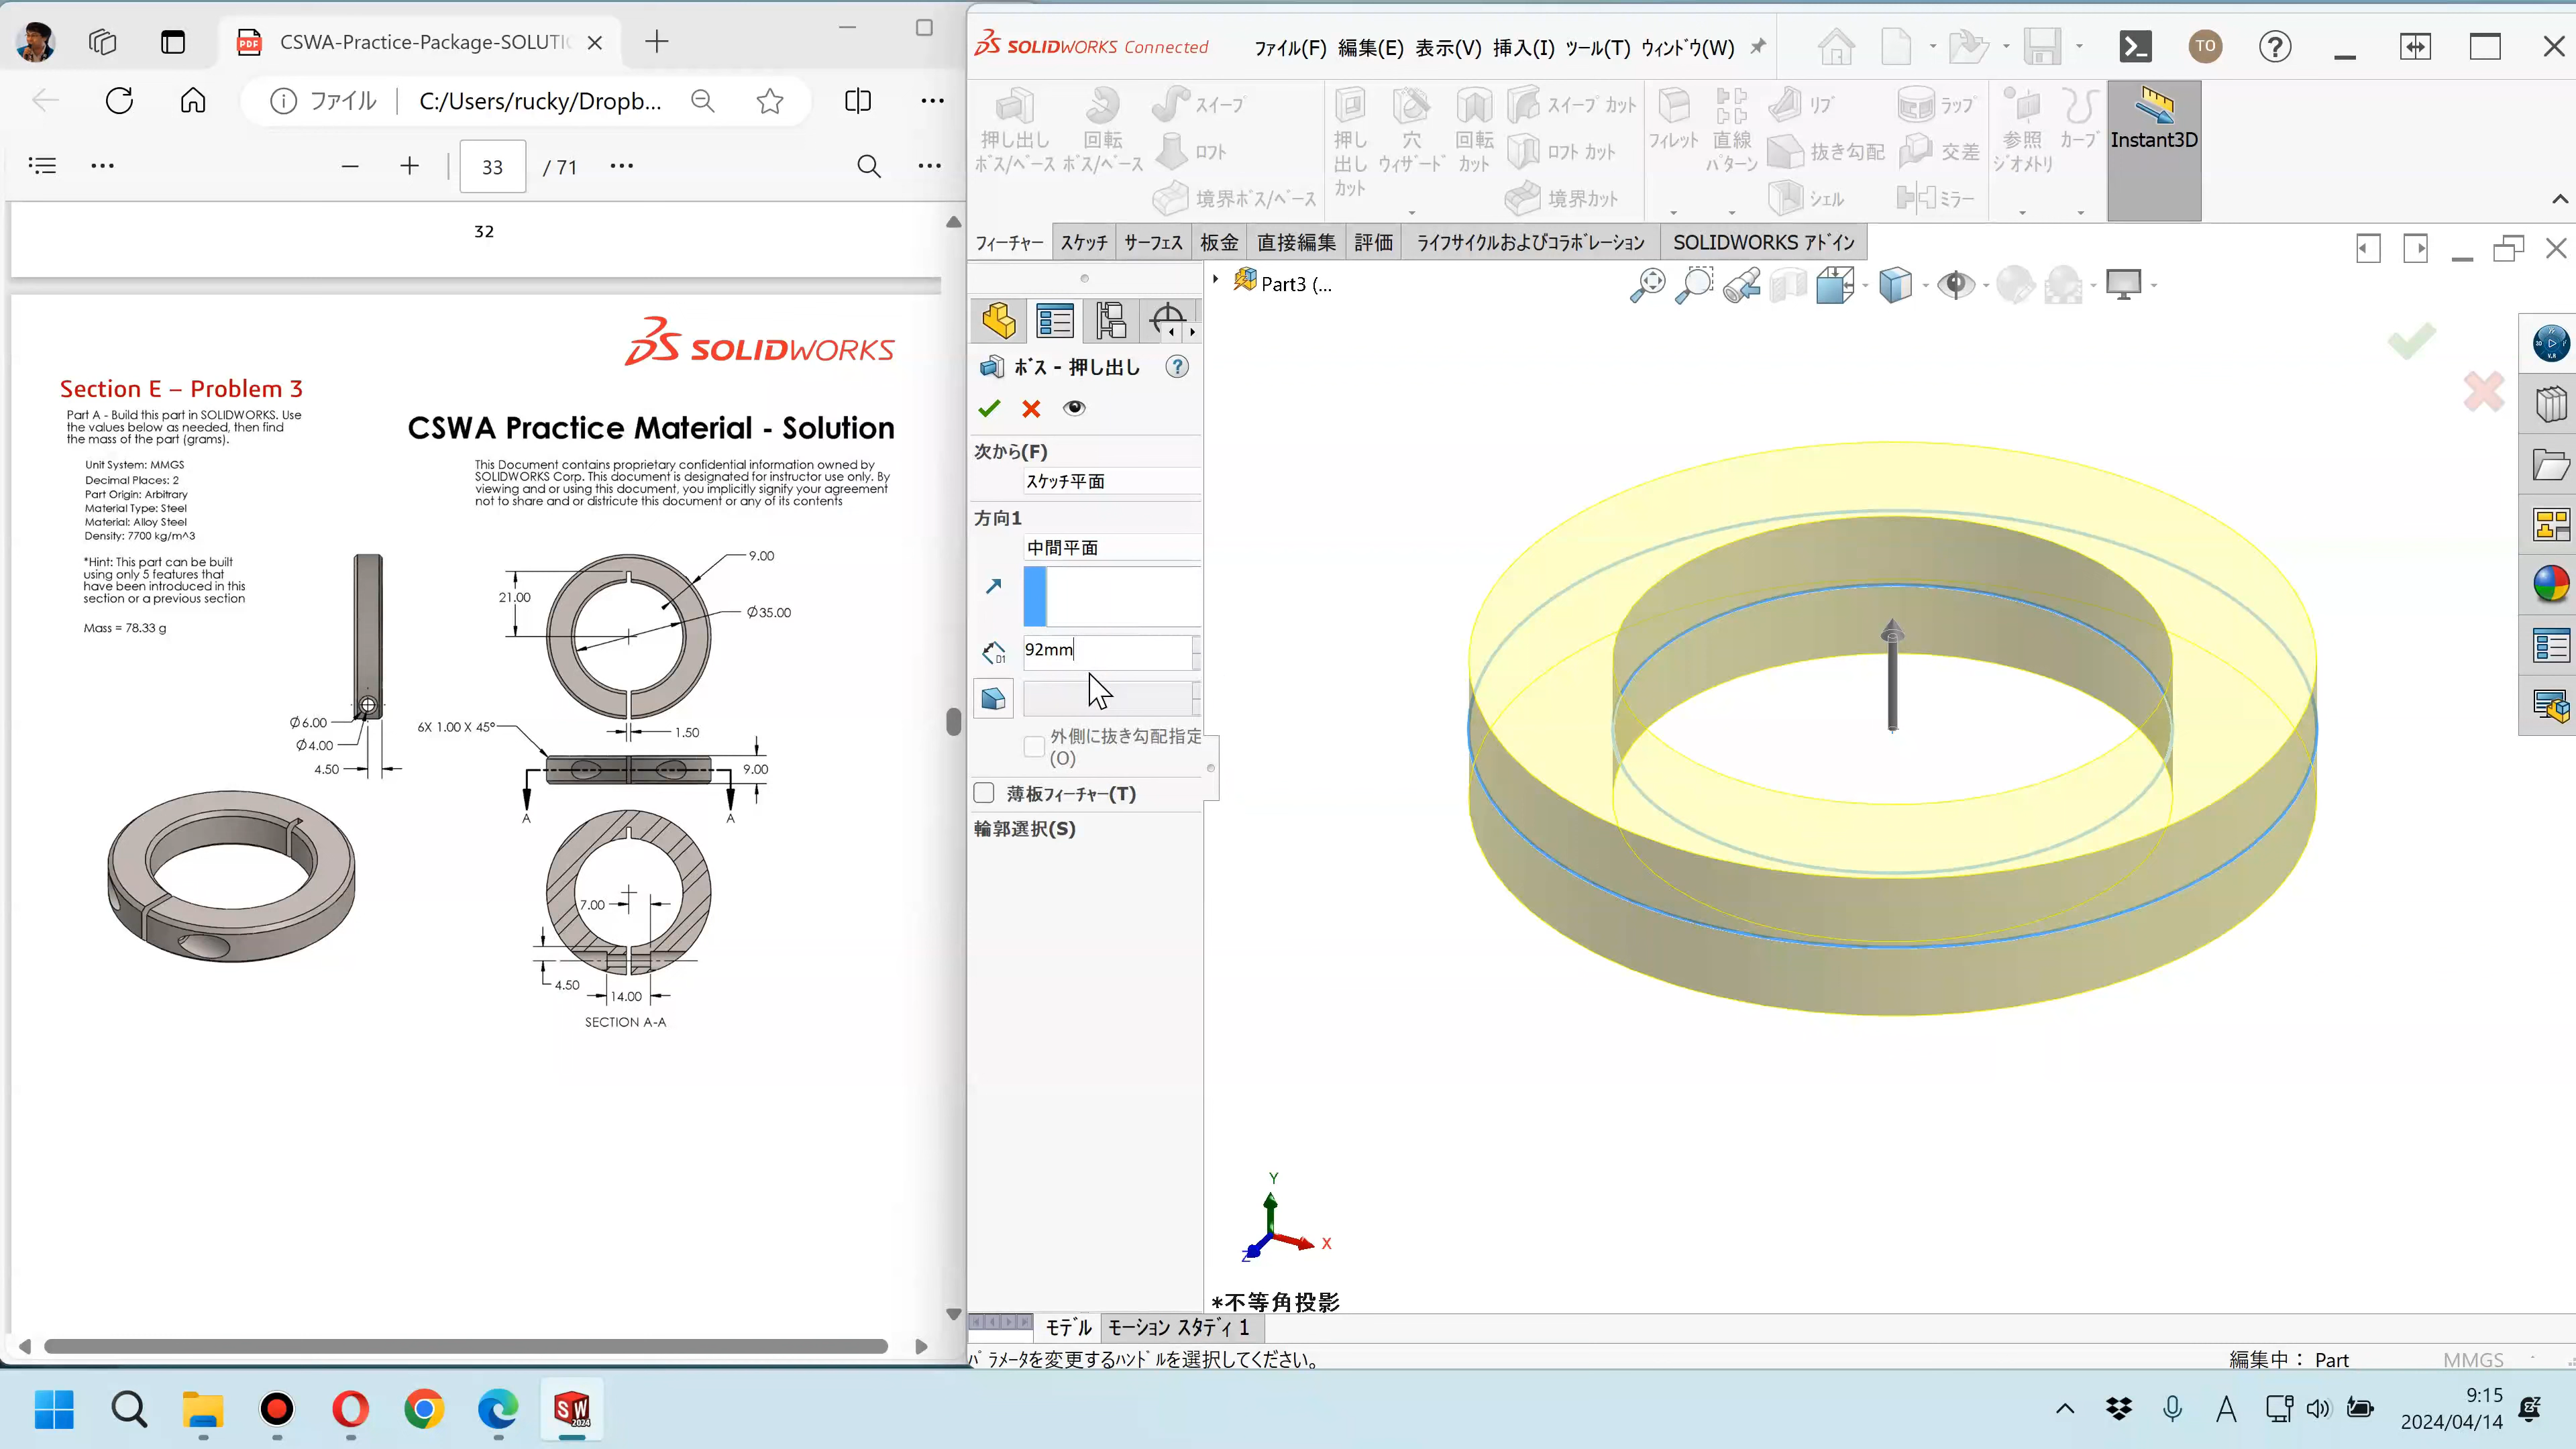 CSWA-Practice-Package-SOLUTI
ファイル
C:/Users/rucky/Dropb...
33
/ 71
32
SOLIDWORKS
Section E – Problem 3
Part A - Build this part in SOLIDWORKS. Use
the values below as needed, then find
the mass of the part (grams).
CSWA Practice Material - Solution
Unit System: MMGS
Decimal Places: 2
Part Origin: Arbitrary
Material Type: Steel
Material: Alloy Steel
Density: 7700 kg/m^3
This Document contains proprietary confidential information owned by
SOLIDWORKS Corp. This document is designated for instructor use only. By
viewing and or using this document, you implicitly signify your agreement
not to share and or districute this document or any of its contents
*Hint: This part can be built
using only 5 features that
have been introduced in this
section or a previous section
Mass = 78.33 g
9.00
21.00
Ø35.00
Ø6.00
Ø4.00
4.50
6X 1.00 X 45°
1.50
9.00
A
A
7.00
4.50
14.00
SECTION A-A
SOLIDWORKS Connected
ファイル(F) 編集(E) 表示(V) 挿入(I) ツール(T) ウィンドウ(W)
TO
押し出し
ボス/ベース
回転
ボス/ベース
スイープ
ロフト
境界ボス/ベース
押し
出し
カット
穴
ウィザード
回転
カット
スイープ カット
ロフト カット
境界カット
フィレット
直線
パターン
リブ
抜き勾配
シェル
ラップ
交差
ミラー
参照
ジオメトリ
カーブ
Instant3D
フィーチャー
スケッチ
サーフェス
板金
直接編集
評価
ライフサイクルおよびコラボレーション
SOLIDWORKS アドイン
Part3 (...
ボス - 押し出し
次から(F)
スケッチ平面
方向1
中間平面
D1
92mm
外側に抜き勾配指定
(O)
薄板フィーチャー(T)
輪郭選択(S)
Y
X
Z
*不等角投影
モデル
モーション スタディ 1
パラメータを変更するハンドルを選択してください。
編集中： Part
MMGS
SW
2024
A
9:15
2024/04/14